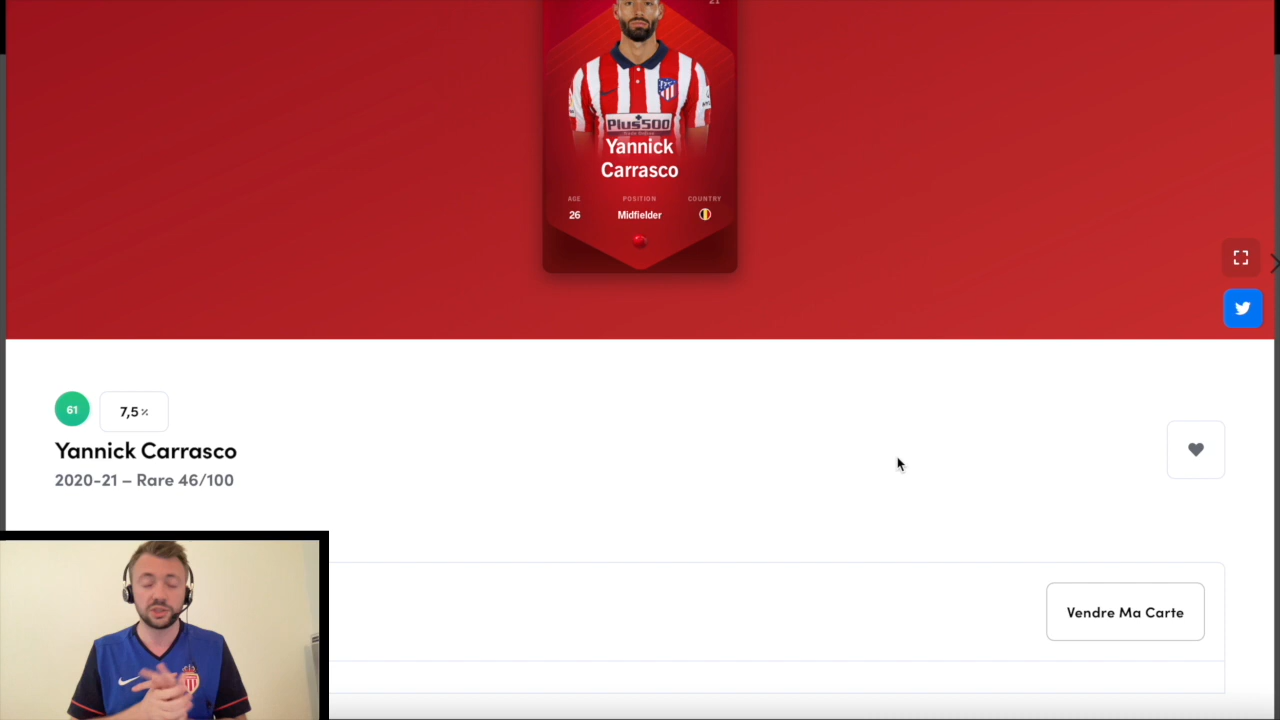 21
Plus500
Yannick
Carrasco
AGE POSITION COUNTRY
26 Midfielder
61 7,5 %
Yannick Carrasco
2020-21 – Rare 46/100
Vendre Ma Carte